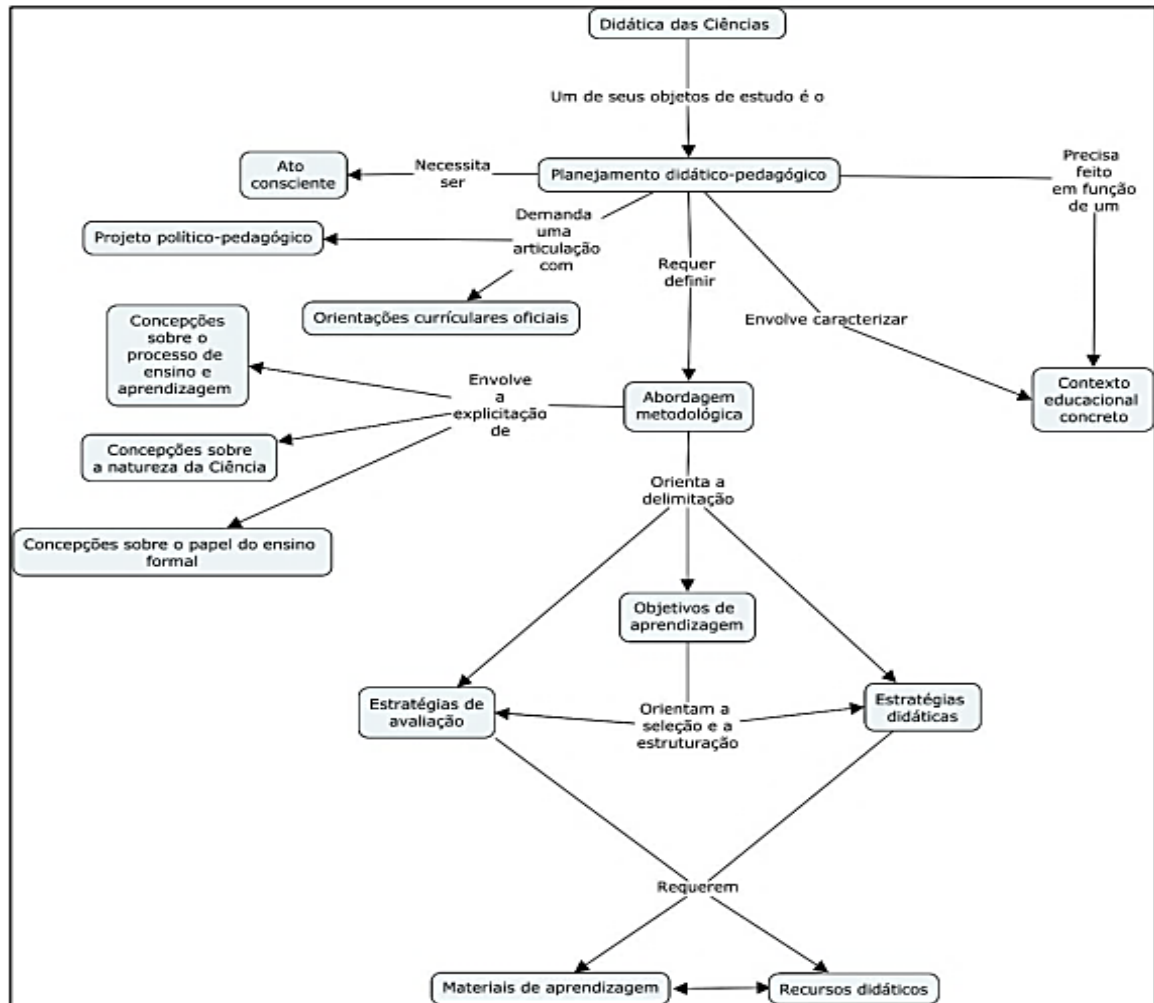 Didática das Ciências
Um de seus objetos de estudo é o
Ato
consciente
Necessita
ser
Planejamento didático-pedagógico
Precisa
feito
em função
de um
Projeto político-pedagógico
Demanda
uma
articulação
com
Orientações currículares oficiais
Requer
definir
Envolve caracterizar
Concepções
sobre o
processo de
ensino e
aprendizagem
Envolve
a
explicitação
de
Abordagem
metodológica
Contexto
educacional
concreto
Concepções sobre
a natureza da Ciência
Concepções sobre o papel do ensino
formal
Orienta a
delimitação
Objetivos de
aprendizagem
Estratégias de
avaliação
Orientam a
seleção e a
estruturação
Estratégias
didáticas
Requerem
Materiais de aprendizagem
Recursos didáticos